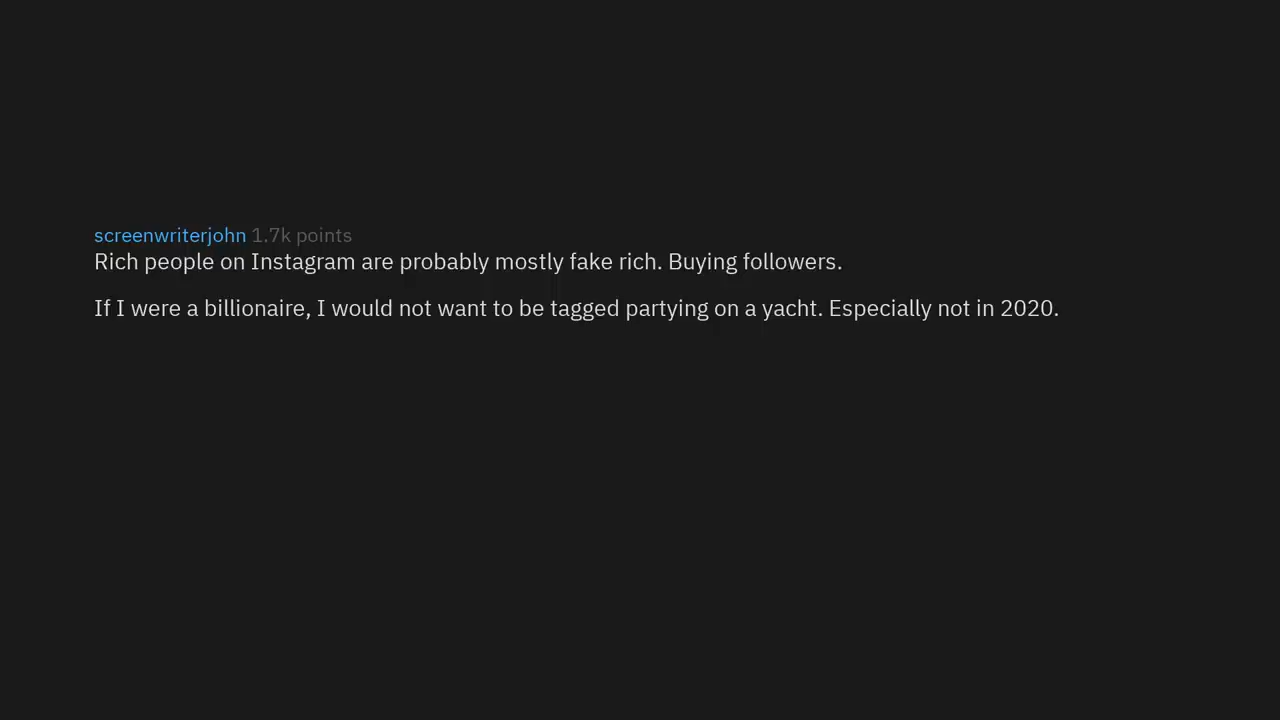 screenwriterjohn 1.7k points
Rich people on Instagram are probably mostly fake rich. Buying followers.
If I were a billionaire, I would not want to be tagged partying on a yacht. Especially not in 2020.